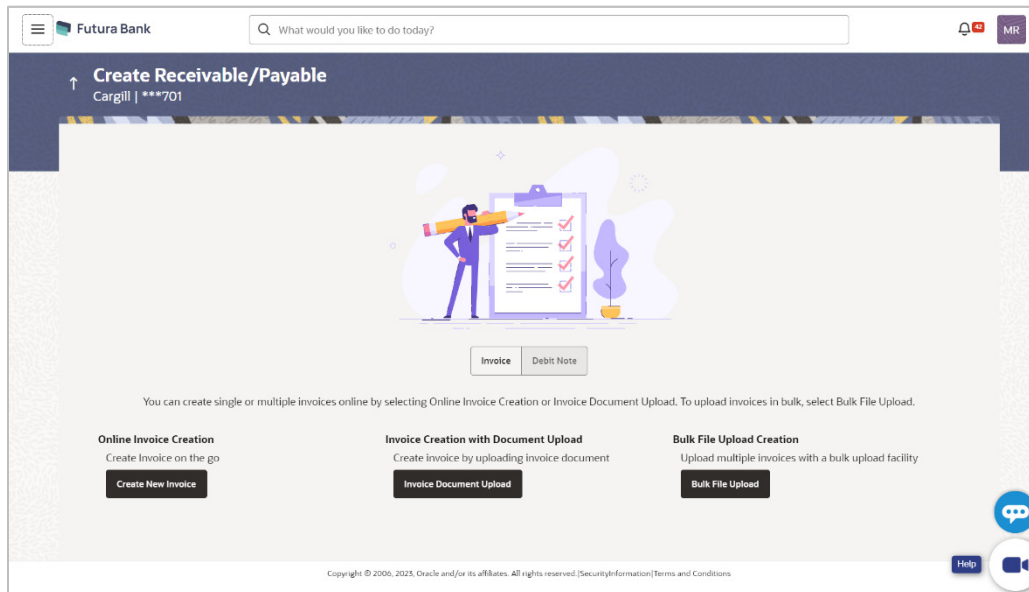 Futura Bank
What would you like to do today?
42
MR
Create Receivable/Payable
Cargill | ***701
Invoice
Debit Note
You can create single or multiple invoices online by selecting Online Invoice Creation or Invoice Document Upload. To upload invoices in bulk, select Bulk File Upload.
Online Invoice Creation
Create Invoice on the go
Create New Invoice
Invoice Creation with Document Upload
Create invoice by uploading invoice document
Invoice Document Upload
Bulk File Upload Creation
Upload multiple invoices with a bulk upload facility
Bulk File Upload
Help
Copyright © 2006, 2023, Oracle and/or its affiliates. All rights reserved.|SecurityInformation|Terms and Conditions